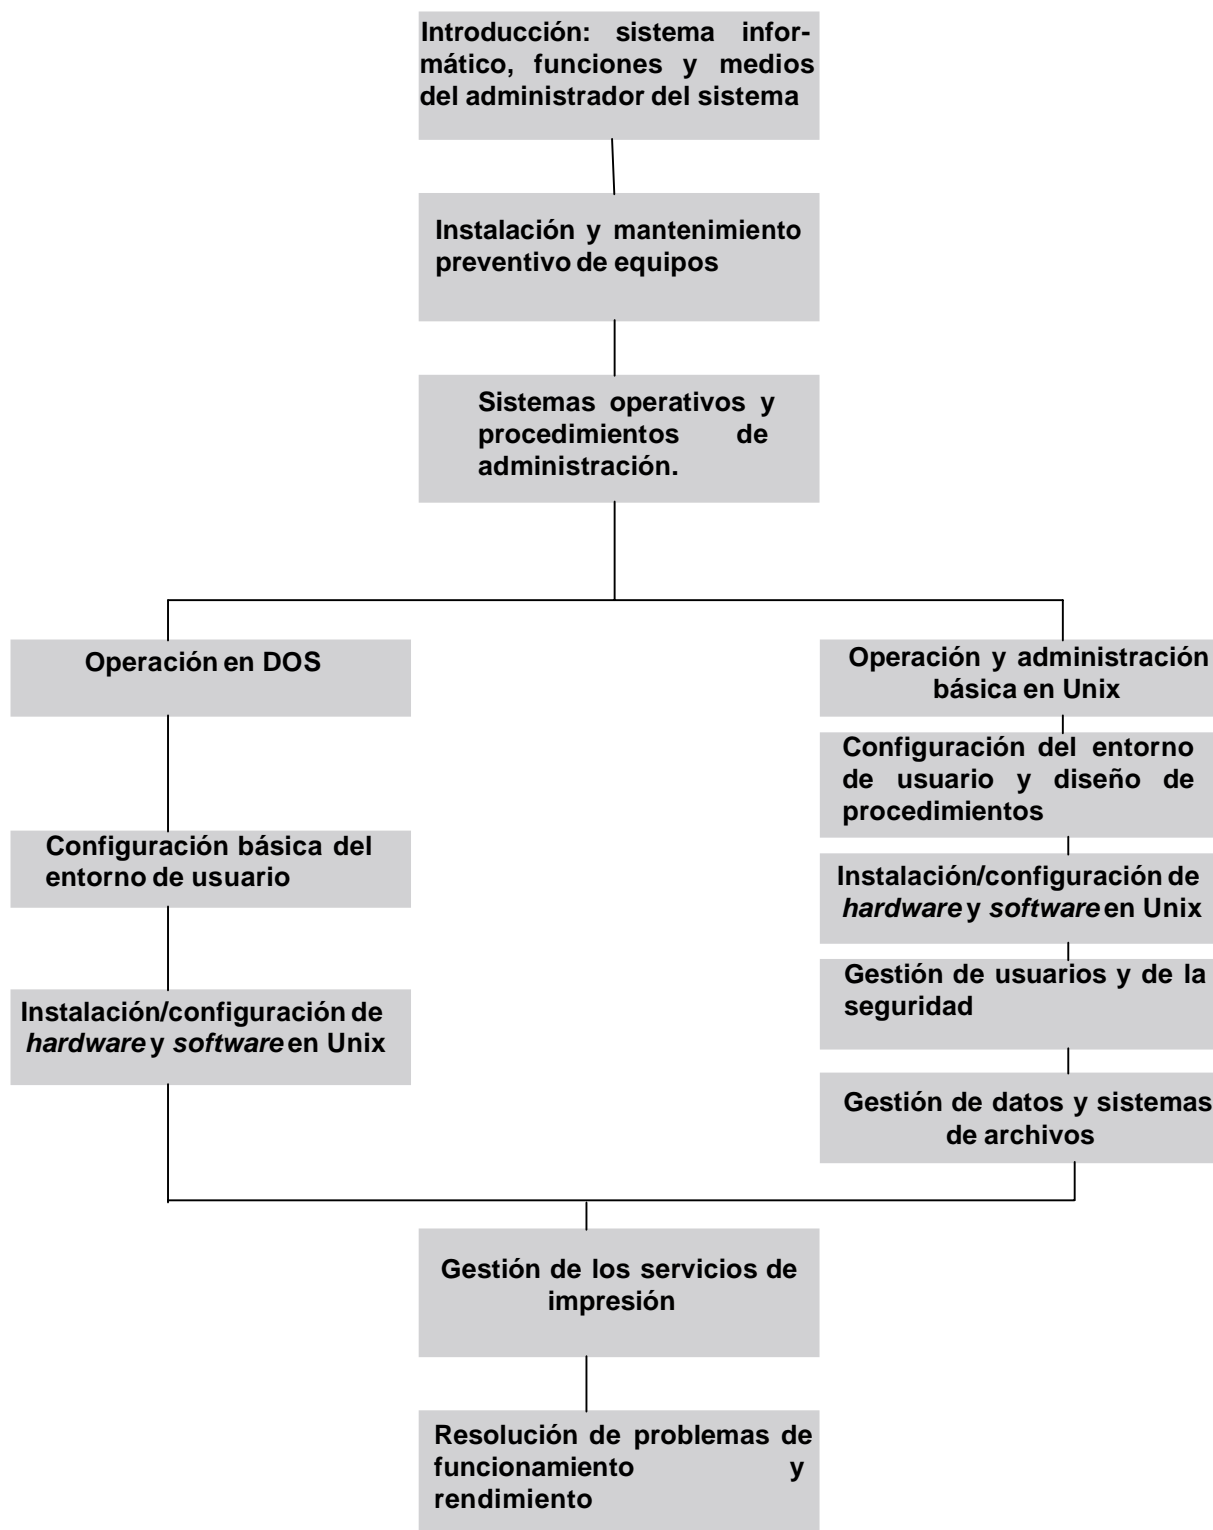 Introducción: sistema infor-
mático, funciones y medios
del administrador del sistema
Instalación y mantenimiento
preventivo de equipos
Sistemas operativos y
procedimientos de
administración.
Operación en DOS
Configuración básica del
entorno de usuario
Instalación/configuración de
hardware y software en Unix
Operación y administración
básica en Unix
Configuración del entorno
de usuario y diseño de
procedimientos
Instalación/configuración de
hardware y software en Unix
Gestión de usuarios y de la
seguridad
Gestión de datos y sistemas
de archivos
Gestión de los servicios de
impresión
Resolución de problemas de
funcionamiento y
rendimiento